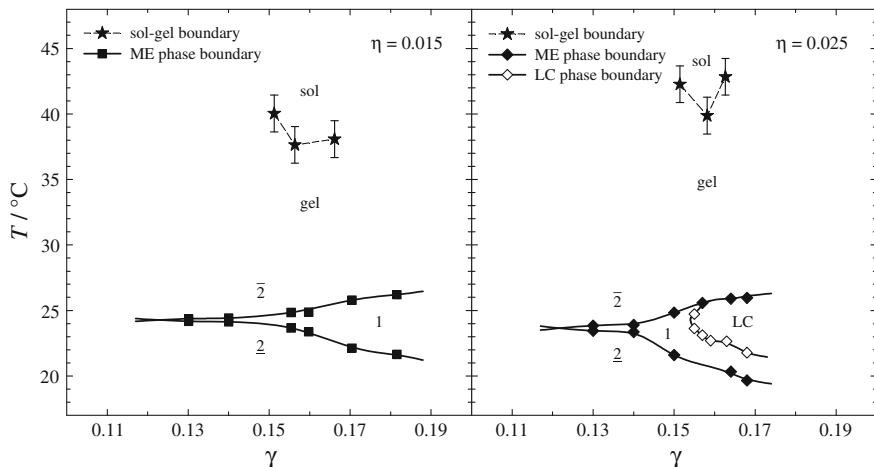 sol-gel boundary
ME phase boundary
η = 0.015
sol
gel
2̅
1
2̲
45
40
35
30
25
20
T / °C
0.11 0.13 0.15 0.17 0.19
γ
sol-gel boundary
ME phase boundary
LC phase boundary
η = 0.025
sol
gel
2̅
1
LC
2̲
0.11 0.13 0.15 0.17 0.19
γ